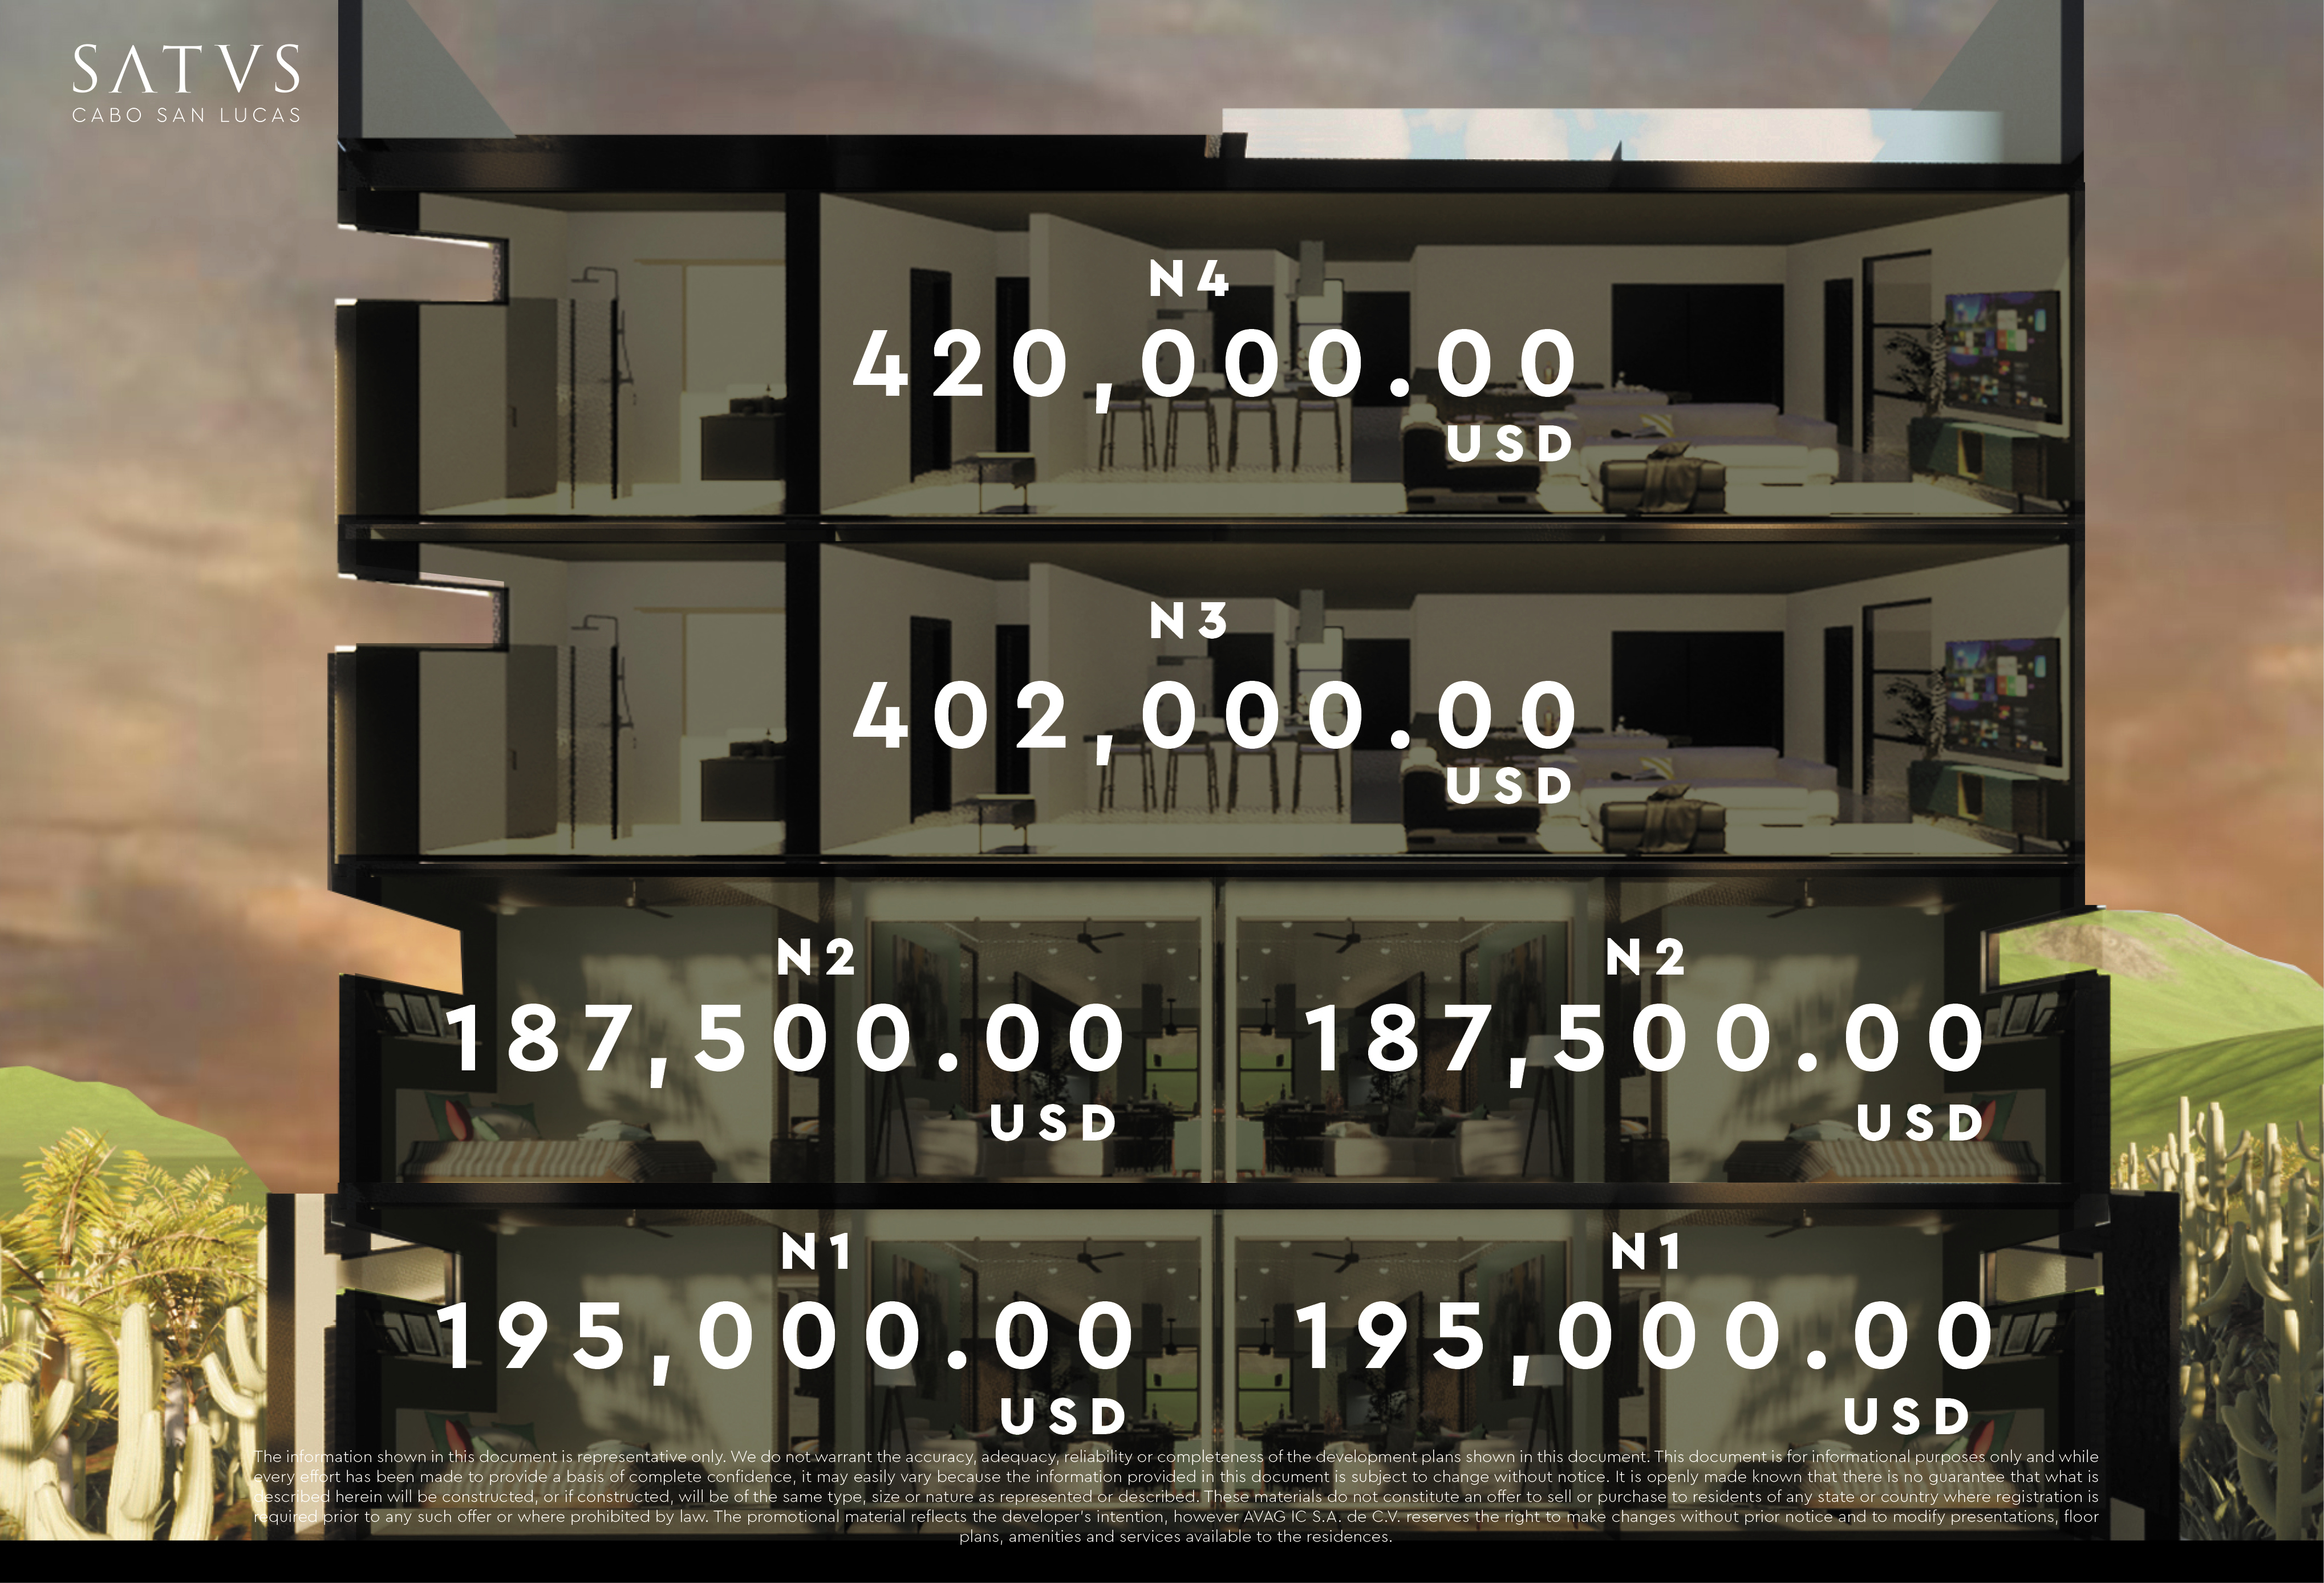 SATVS
CABO SAN LUCAS
N4
420,000.00
USD
N3
402,000.00
USD
N2
187,500.00
USD
N2
187,500.00
USD
N1
195,000.00
USD
N1
195,000.00
USD
The information shown in this document is representative only. We do not warrant the accuracy, adequacy, reliability or completeness of the development plans shown in this document. This document is for informational purposes only and while
every effort has been made to provide a basis of complete confidence, it may easily vary because the information provided in this document is subject to change without notice. It is openly made known that there is no guarantee that what is
described herein will be constructed, or if constructed, will be of the same type, size or nature as represented or described. These materials do not constitute an offer to sell or purchase to residents of any state or country where registration is
required prior to any such offer or where prohibited by law. The promotional material reflects the developer's intention, however AVAG IC S.A. de C.V. reserves the right to make changes without prior notice and to modify presentations, floor
plans, amenities and services available to the residences.